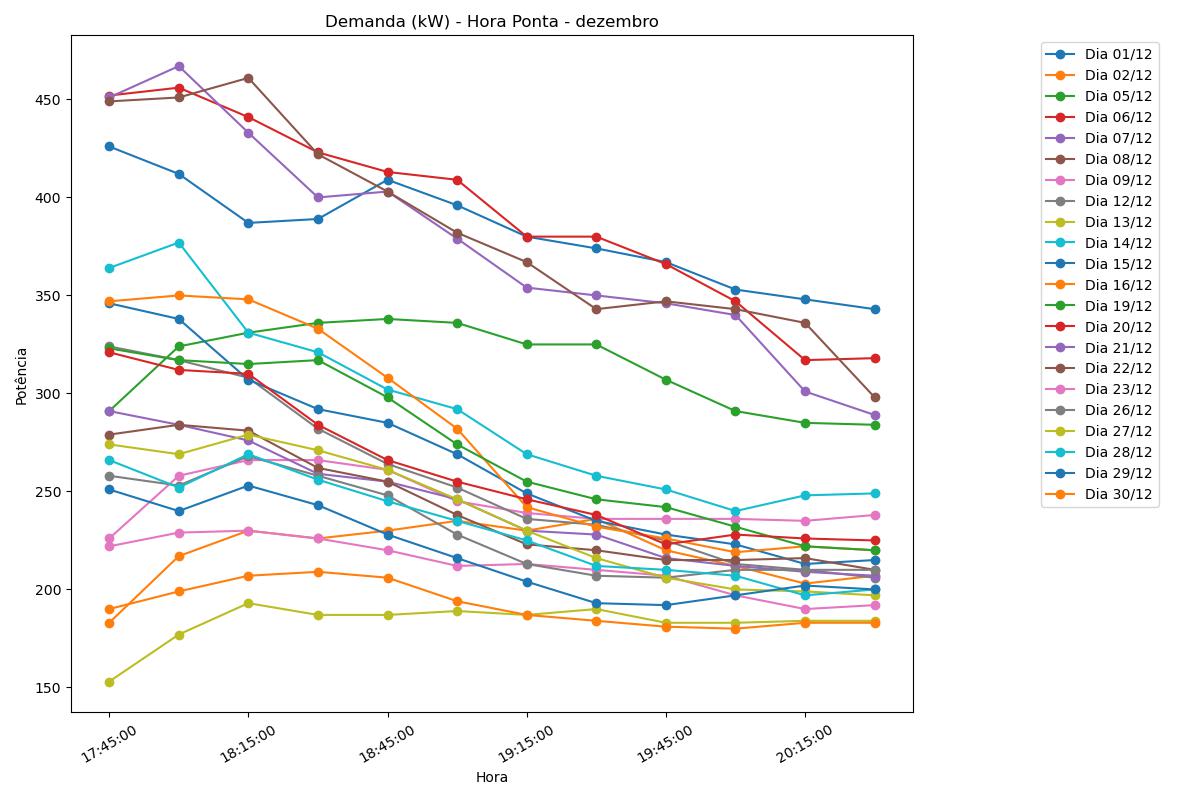 Demanda (kW) - Hora Ponta - dezembro
Potência
450
400
350
300
250
200
150
17:45:00
18:15:00
18:45:00
19:15:00
19:45:00
20:15:00
Hora
Dia 01/12
Dia 02/12
Dia 05/12
Dia 06/12
Dia 07/12
Dia 08/12
Dia 09/12
Dia 12/12
Dia 13/12
Dia 14/12
Dia 15/12
Dia 16/12
Dia 19/12
Dia 20/12
Dia 21/12
Dia 22/12
Dia 23/12
Dia 26/12
Dia 27/12
Dia 28/12
Dia 29/12
Dia 30/12